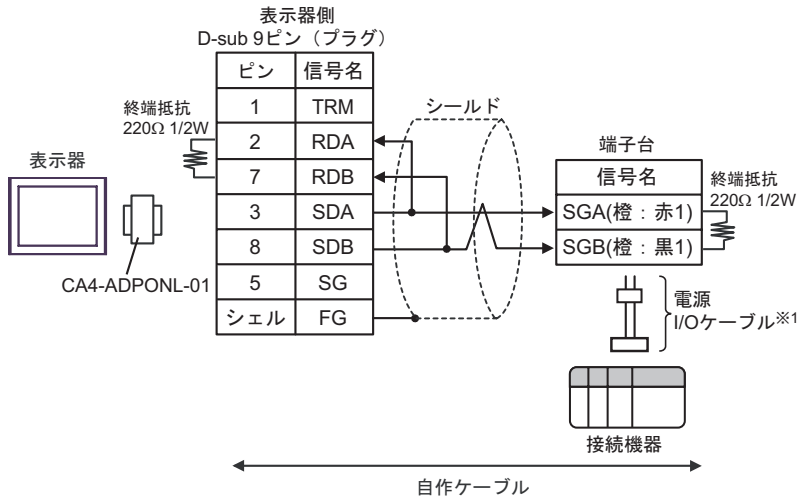 表示器側
D-sub 9ピン（プラグ）
ピン 信号名
1 TRM
2 RDA
7 RDB
3 SDA
8 SDB
5 SG
シェル FG
終端抵抗
220Ω 1/2W
表示器
CA4-ADPONL-01
シールド
端子台
信号名
SGA(橙：赤1)
SGB(橙：黒1)
終端抵抗
220Ω 1/2W
電源
I/Oケーブル※1
接続機器
自作ケーブル